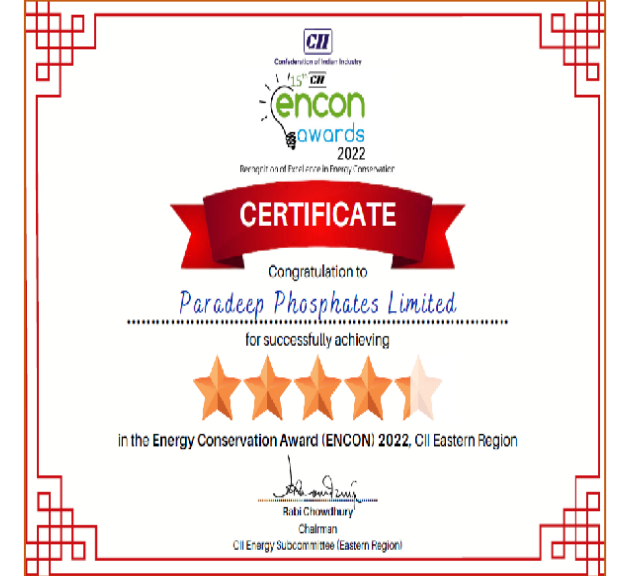 CII
Confederation of Indian Industry
15th CII
encon
awards
2022
Recognition of Excellence in Energy Conservation
CERTIFICATE
Congratulation to
Paradeep Phosphates Limited
for successfully achieving
in the Energy Conservation Award (ENCON) 2022, CII Eastern Region
Rabi Chowdhury
Chairman
CII Energy Subcommittee (Eastern Region)